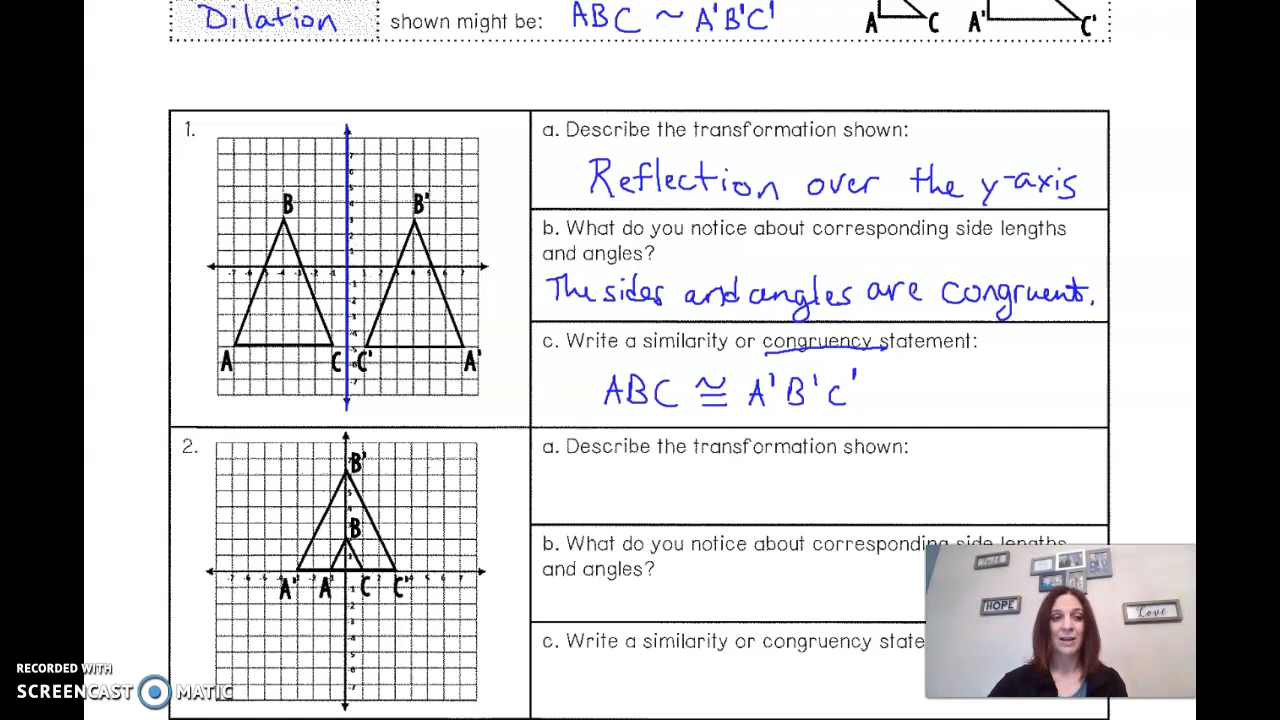 Dilation
shown might be: ABC ~ A'B'C'
A C A' C'
1.
B B'
A C C' A'
a. Describe the transformation shown:
Reflection over the y-axis
b. What do you notice about corresponding side lengths
and angles?
The sides and angles are congruent.
c. Write a similarity or congruency statement:
ABC ≅ A'B'C'
2.
B'
B
A' A C C'
a. Describe the transformation shown:
b. What do you notice about corresponding side lengths
and angles?
c. Write a similarity or congruency state
HOPE
Love
RECORDED WITH
SCREENCAST MATIC